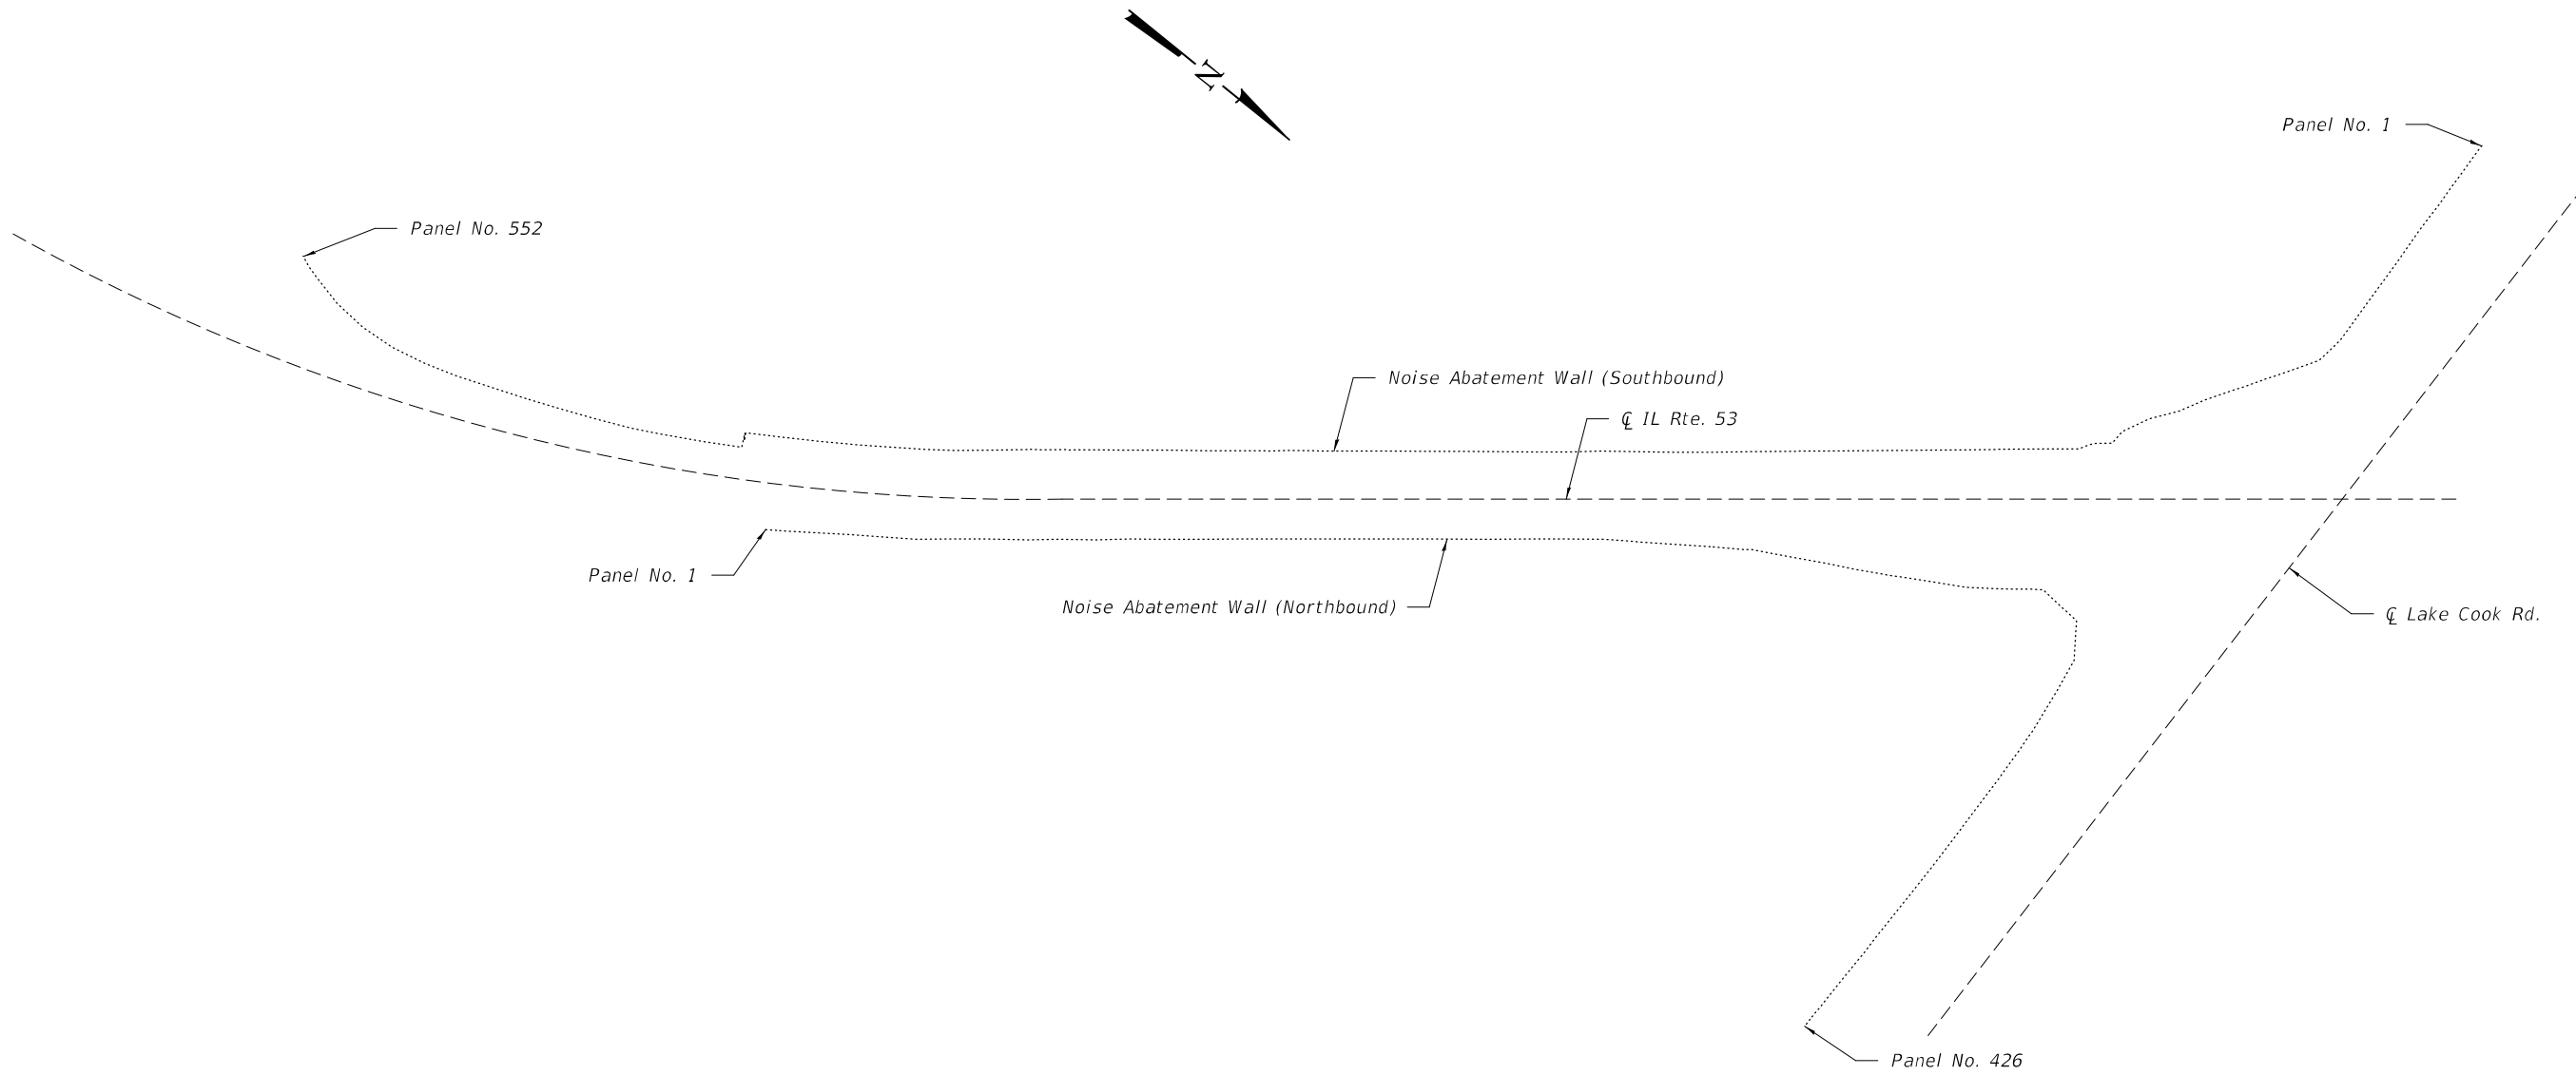 N
Panel No. 1
Panel No. 552
Noise Abatement Wall (Southbound)
℄ IL Rte. 53
Panel No. 1
Noise Abatement Wall (Northbound)
℄ Lake Cook Rd.
Panel No. 426